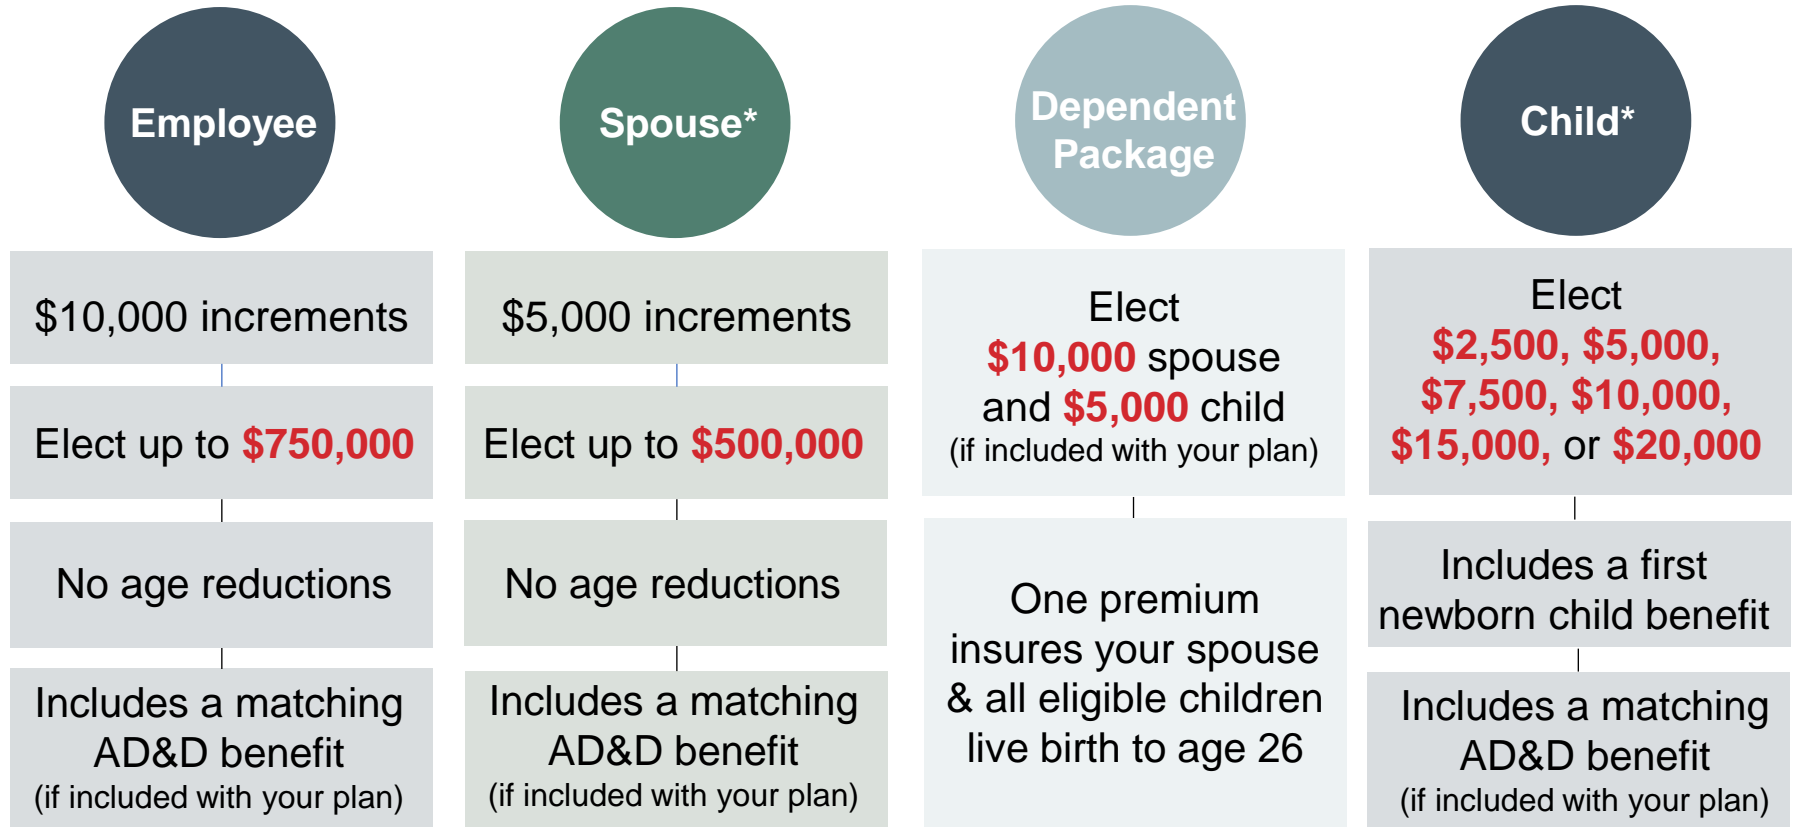 Employee
$10,000 increments
Elect up to $750,000
No age reductions
Includes a matching
AD&D benefit
(if included with your plan)
Spouse*
$5,000 increments
Elect up to $500,000
No age reductions
Includes a matching
AD&D benefit
(if included with your plan)
Dependent
Package
Elect
$10,000 spouse
and $5,000 child
(if included with your plan)
One premium
insures your spouse
& all eligible children
live birth to age 26
Child*
Elect
$2,500, $5,000,
$7,500, $10,000,
$15,000, or $20,000
Includes a first
newborn child benefit
Includes a matching
AD&D benefit
(if included with your plan)